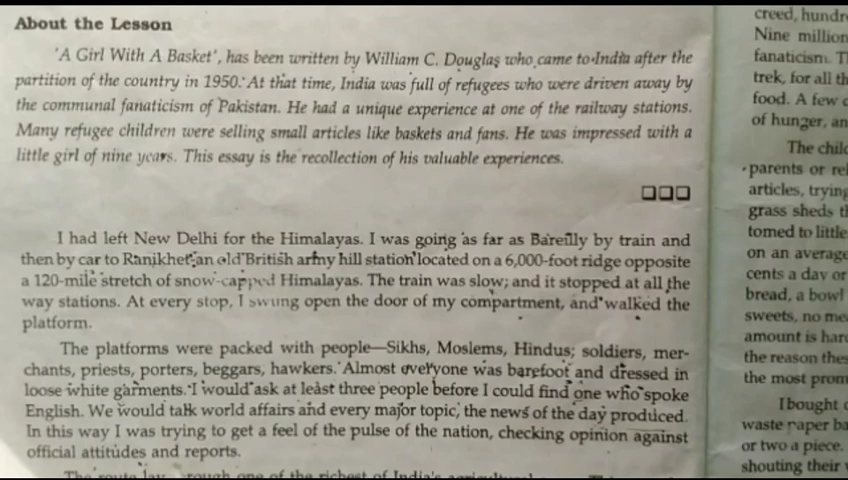 About the Lesson
'A Girl With A Basket', has been written by William C. Douglas who came to India after the
partition of the country in 1950. At that time, India was full of refugees who were driven away by
the communal fanaticism of Pakistan. He had a unique experience at one of the railway stations.
Many refugee children were selling small articles like baskets and fans. He was impressed with a
little girl of nine years. This essay is the recollection of his valuable experiences.
I had left New Delhi for the Himalayas. I was going as far as Bareilly by train and
then by car to Ranikhet, an old British army hill station located on a 6,000-foot ridge opposite
a 120-mile stretch of snow-capped Himalayas. The train was slow; and it stopped at all the
way stations. At every stop, I swung open the door of my compartment, and walked the
platform.
The platforms were packed with people—Sikhs, Moslems, Hindus; soldiers, mer-
chants, priests, porters, beggars, hawkers. Almost everyone was barefoot and dressed in
loose white garments. I would ask at least three people before I could find one who spoke
English. We would talk world affairs and every major topic, the news of the day produced.
In this way I was trying to get a feel of the pulse of the nation, checking opinion against
official attitudes and reports.
The route lay one of the richest of India's
creed,
Nine million
fanaticism.
trek, for all
food. A few
of hunger,
The
parents or
articles, trying
grass sheds
tomed to little
on an average
cents a day or
bread, a bowl
sweets, no
amount is
the reason
the most
I bought
waste paper
or two a piece.
shouting their